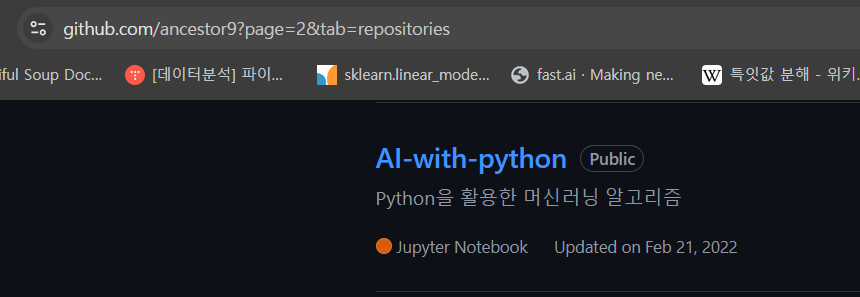 github.com/ancestor9?page=2&tab=repositories
iful Soup Doc... [데이터분석] 파이... sklearn.linear_mode... fast.ai · Making ne... W 특잇값 분해 - 위키...
AI-with-python Public
Python을 활용한 머신러닝 알고리즘
Jupyter Notebook Updated on Feb 21, 2022